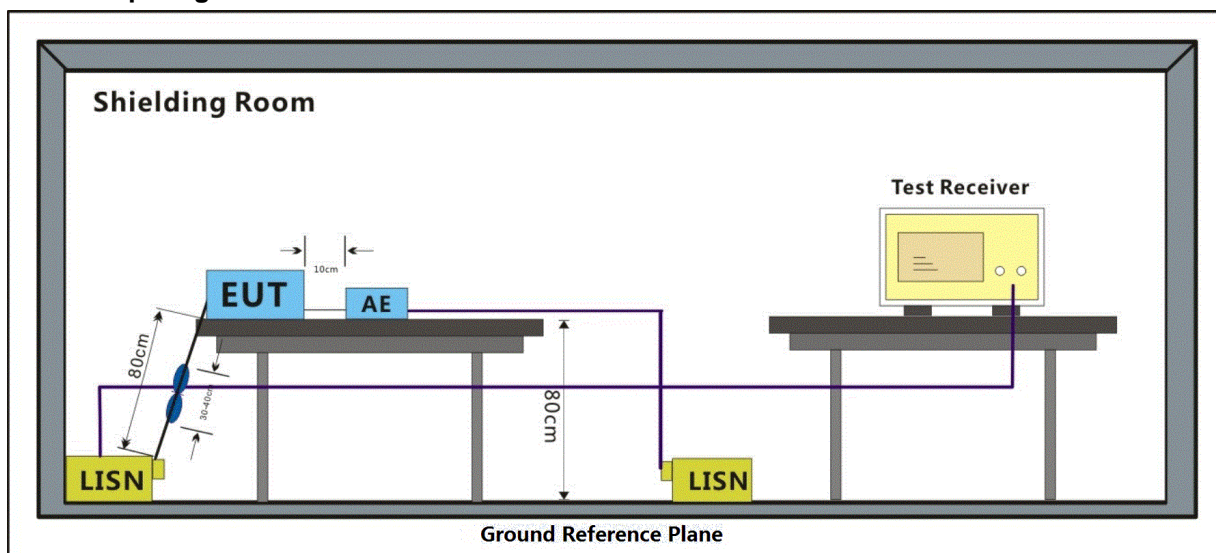 Shielding Room
Test Receiver
10cm
EUT
AE
80cm
30-40cm
80cm
LISN
LISN
Ground Reference Plane